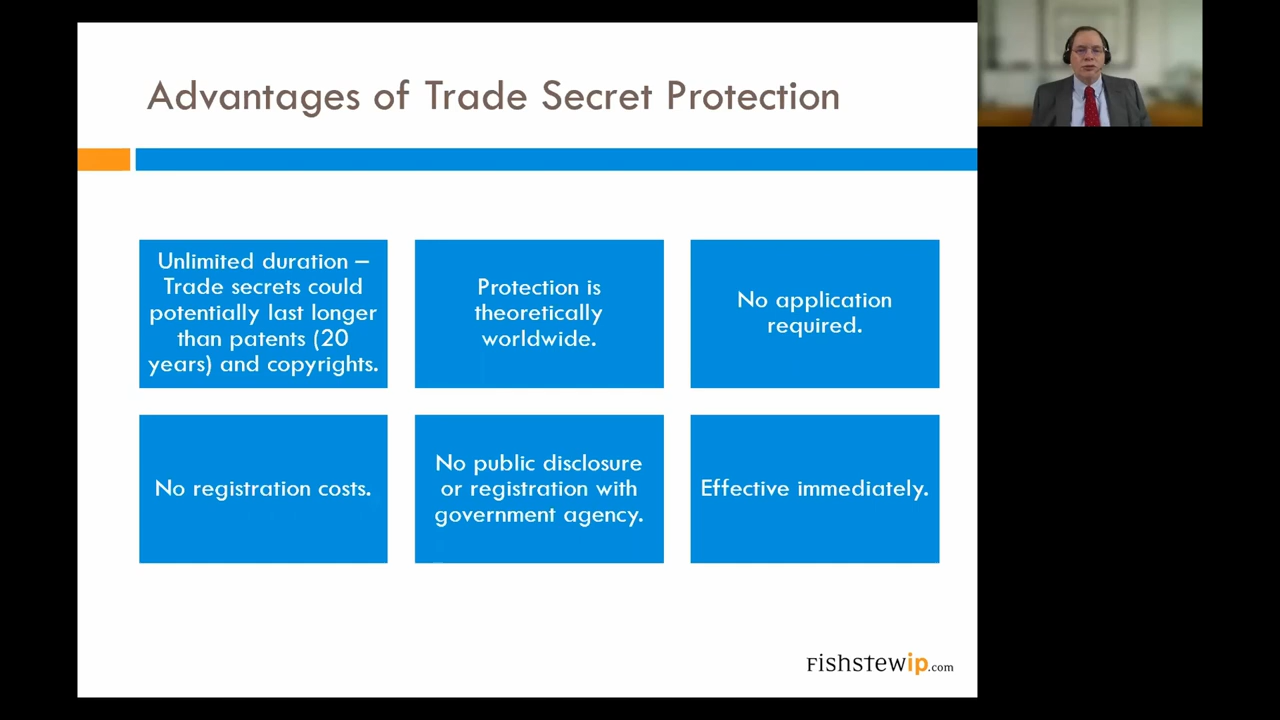 Advantages of Trade Secret Protection
Unlimited duration –
Trade secrets could
potentially last longer
than patents (20
years) and copyrights.
Protection is
theoretically
worldwide.
No application
required.
No registration costs.
No public disclosure
or registration with
government agency.
Effective immediately.
Fishstewip.com